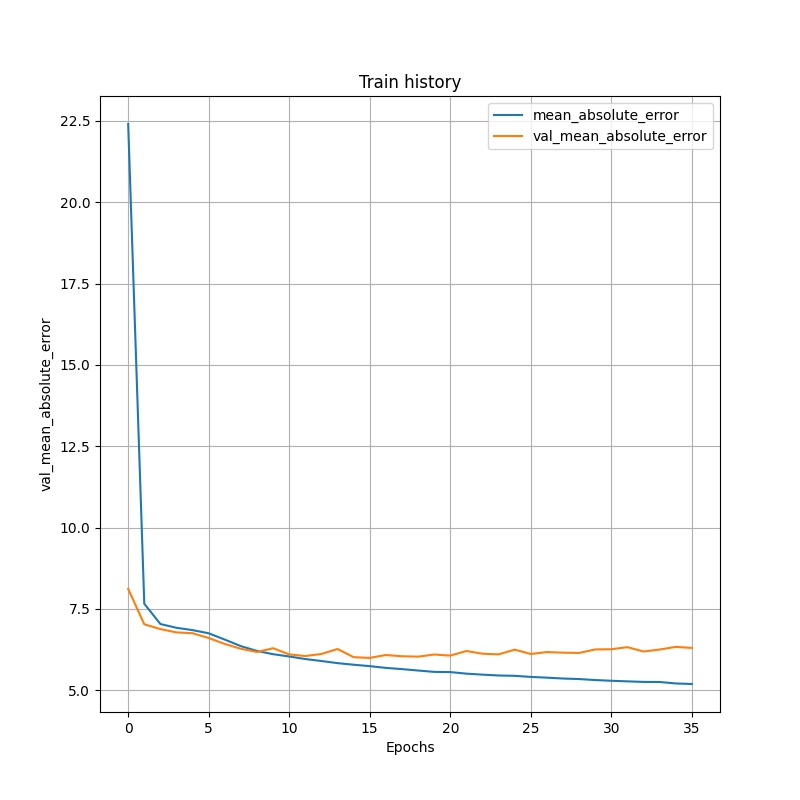 Train history
mean_absolute_error
val_mean_absolute_error
22.5
20.0
17.5
15.0
12.5
10.0
7.5
5.0
val_mean_absolute_error
0 5 10 15 20 25 30 35
Epochs